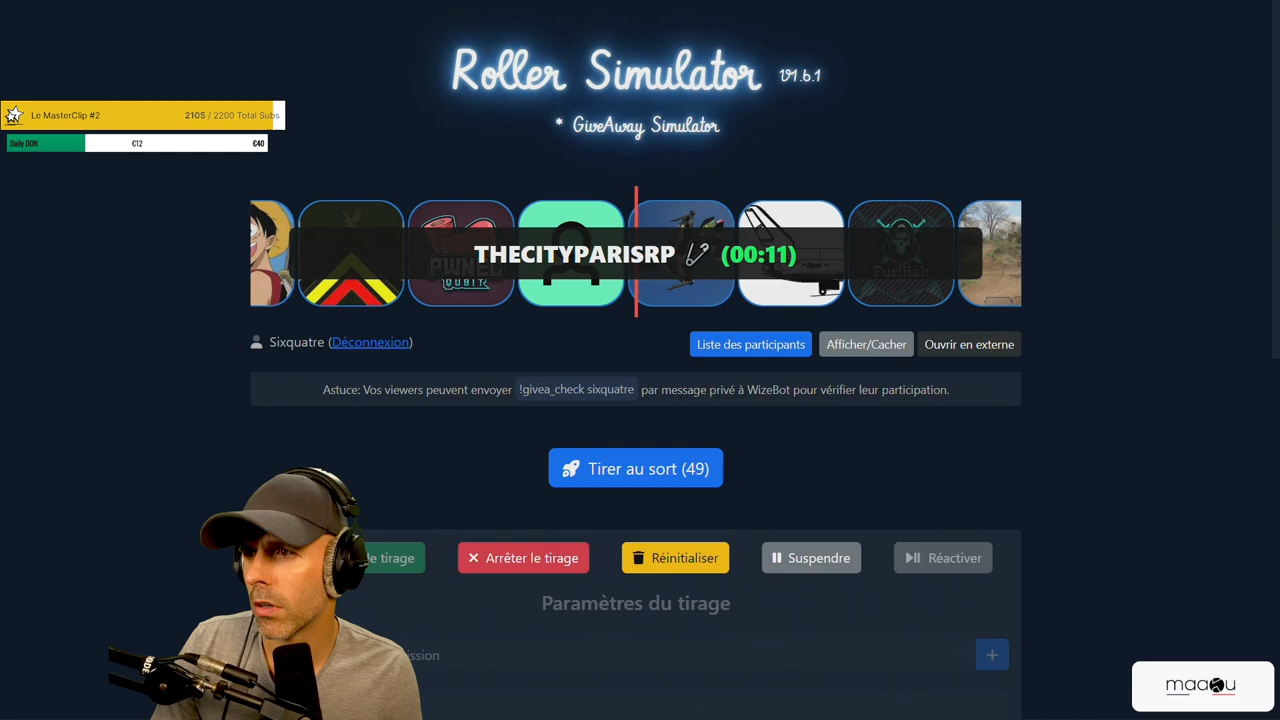 Roller Simulator v1.6.1
* GiveAway Simulator
Le MasterClip #2 2105 / 2200 Total Subs
Daily DON €12 €40
THECITYPARISRP (00:11)
PWNED
QUBIT
Furiiiah
Sixquatre (Déconnexion)
Liste des participants Afficher/Cacher Ouvrir en externe
Astuce: Vos viewers peuvent envoyer !givea_check sixquatre par message privé à WizeBot pour vérifier leur participation.
Tirer au sort (49)
le tirage Arrêter le tirage Réinitialiser Suspendre Réactiver
Paramètres du tirage
ission
maaou